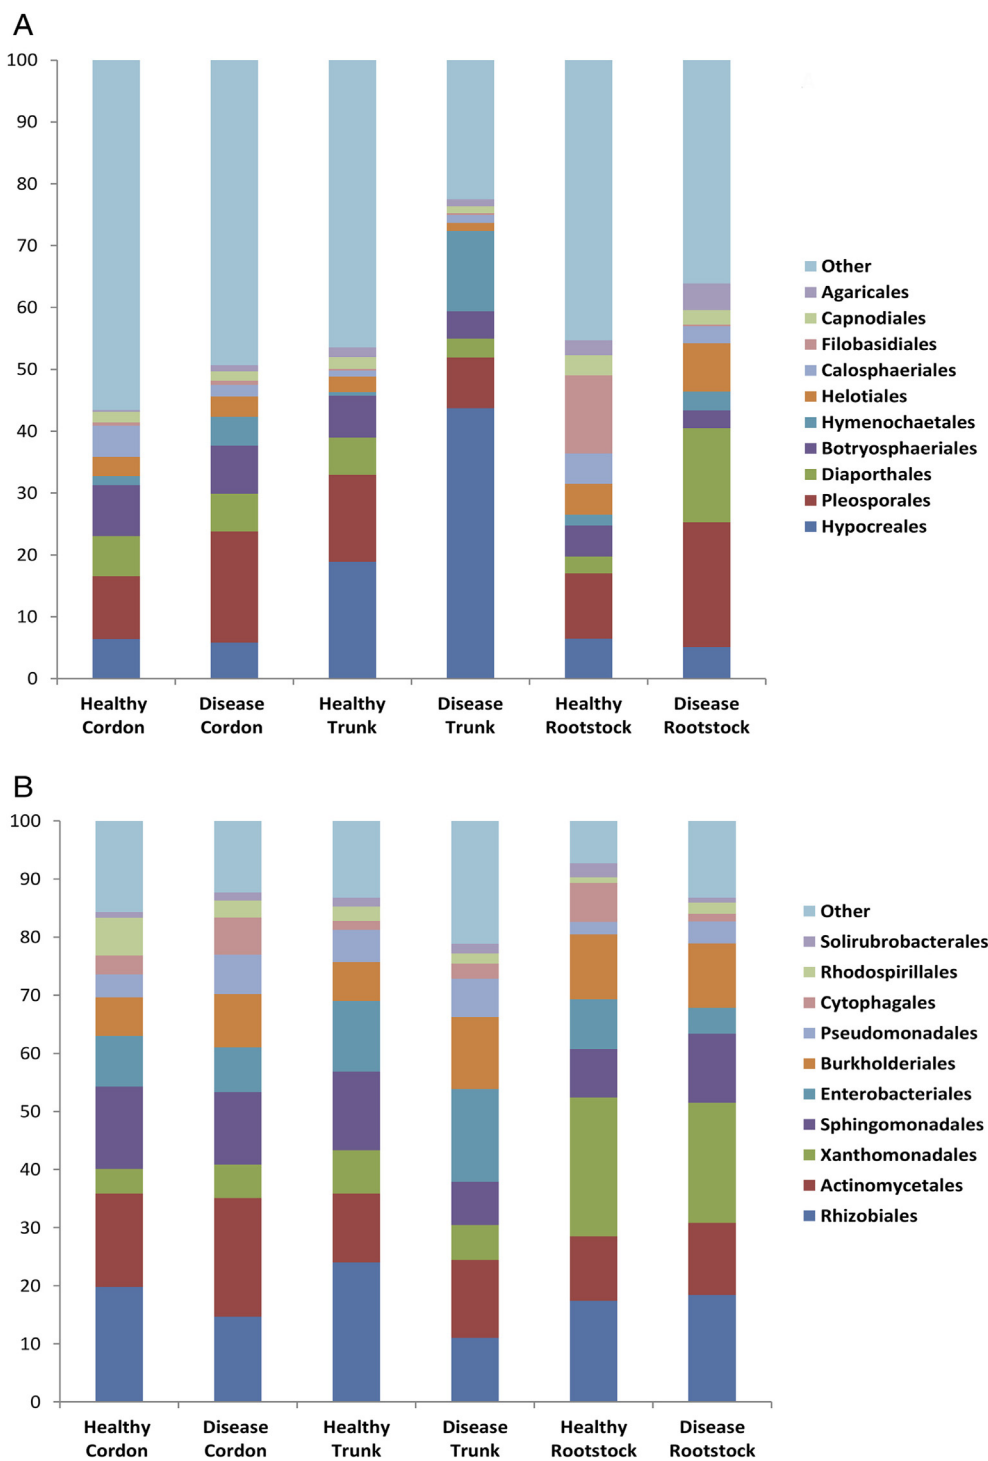 A
100
90
80
70
60
50
40
30
20
10
0
Healthy Cordon
Disease Cordon
Healthy Trunk
Disease Trunk
Healthy Rootstock
Disease Rootstock
Other
Agaricales
Capnodiales
Filobasidiales
Calosphaeriales
Helotiales
Hymenochaetales
Botryosphaeriales
Diaporthales
Pleosporales
Hypocreales
B
100
90
80
70
60
50
40
30
20
10
0
Healthy Cordon
Disease Cordon
Healthy Trunk
Disease Trunk
Healthy Rootstock
Disease Rootstock
Other
Solirubrobacterales
Rhodospirillales
Cytophagales
Pseudomonadales
Burkholderiales
Enterobacteriales
Sphingomonadales
Xanthomonadales
Actinomycetales
Rhizobiales